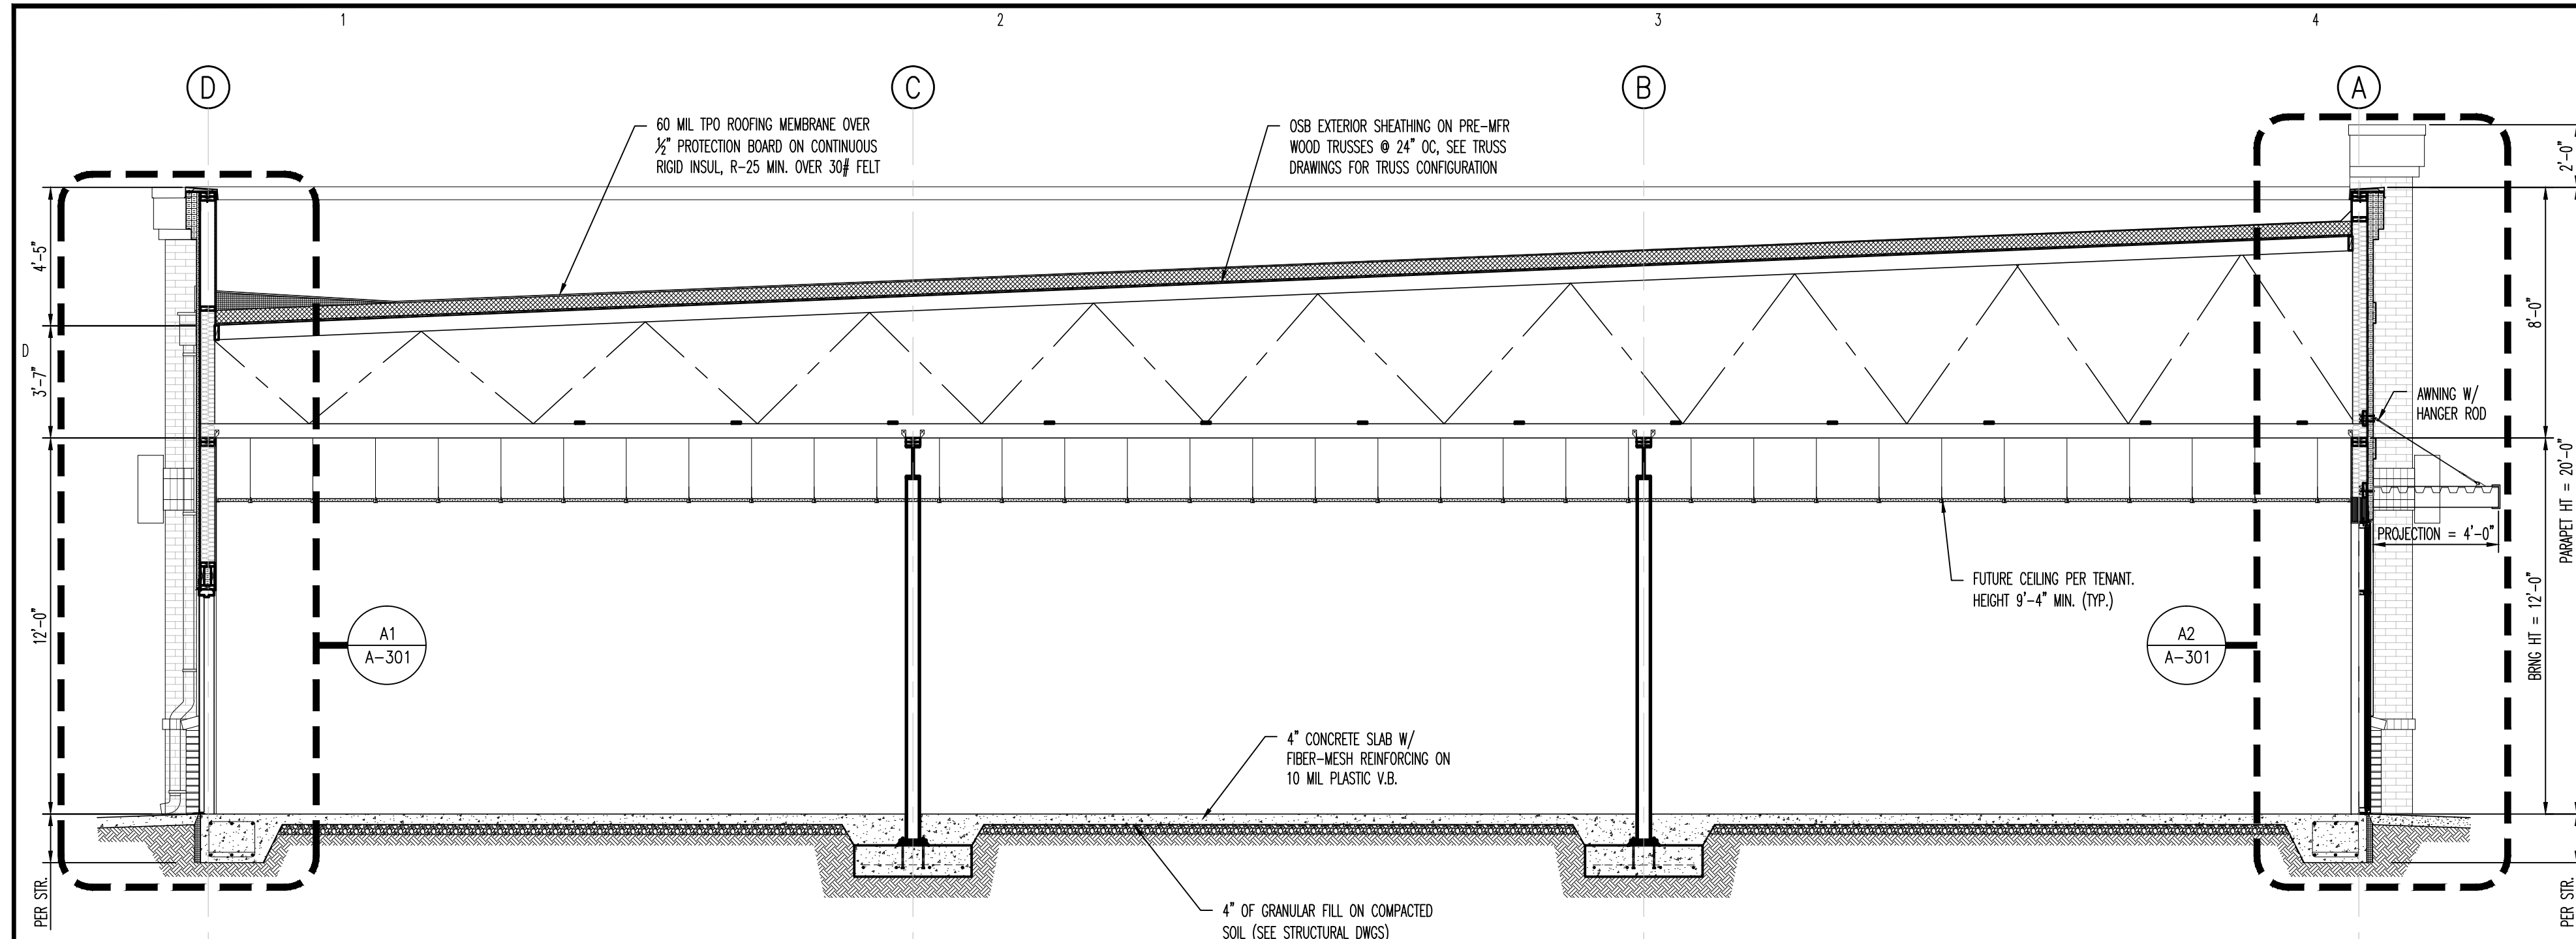 1
2
3
4
D
C
B
A
60 MIL TPO ROOFING MEMBRANE OVER
½" PROTECTION BOARD ON CONTINUOUS
RIGID INSUL, R-25 MIN. OVER 30# FELT
OSB EXTERIOR SHEATHING ON PRE-MFR
WOOD TRUSSES @ 24" OC, SEE TRUSS
DRAWINGS FOR TRUSS CONFIGURATION
2'-0"
4'-5"
8'-0"
D
3'-7"
AWNING W/
HANGER ROD
PARAPET HT = 20'-0"
PROJECTION = 4'-0"
FUTURE CEILING PER TENANT.
HEIGHT 9'-4" MIN. (TYP.)
12'-0"
A1
A-301
A2
A-301
BRNG HT = 12'-0"
4" CONCRETE SLAB W/
FIBER-MESH REINFORCING ON
10 MIL PLASTIC V.B.
PER STR.
PER STR.
4" OF GRANULAR FILL ON COMPACTED
SOIL (SEE STRUCTURAL DWGS)